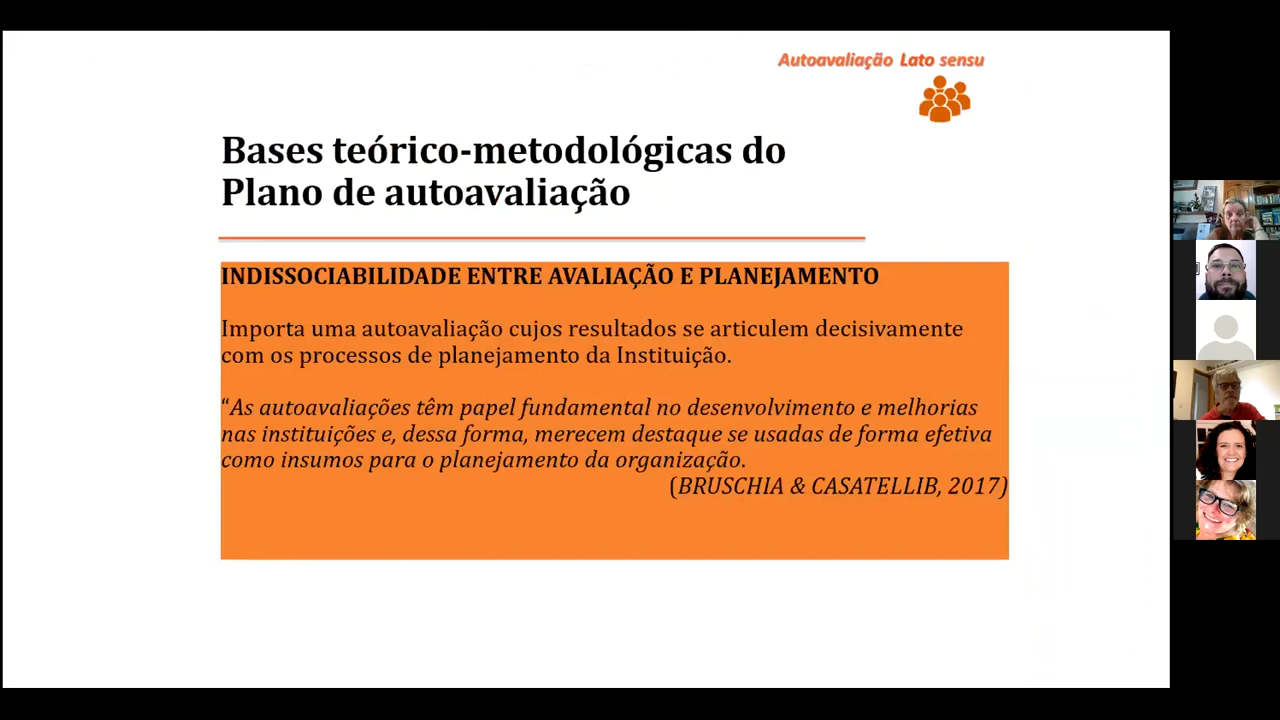 Autoavaliação Lato sensu
Bases teórico-metodológicas do
Plano de autoavaliação
INDISSOCIABILIDADE ENTRE AVALIAÇÃO E PLANEJAMENTO
Importa uma autoavaliação cujos resultados se articulem decisivamente
com os processos de planejamento da Instituição.
“As autoavaliações têm papel fundamental no desenvolvimento e melhorias
nas instituições e, dessa forma, merecem destaque se usadas de forma efetiva
como insumos para o planejamento da organização.
(BRUSCHIA & CASATELLIB, 2017)